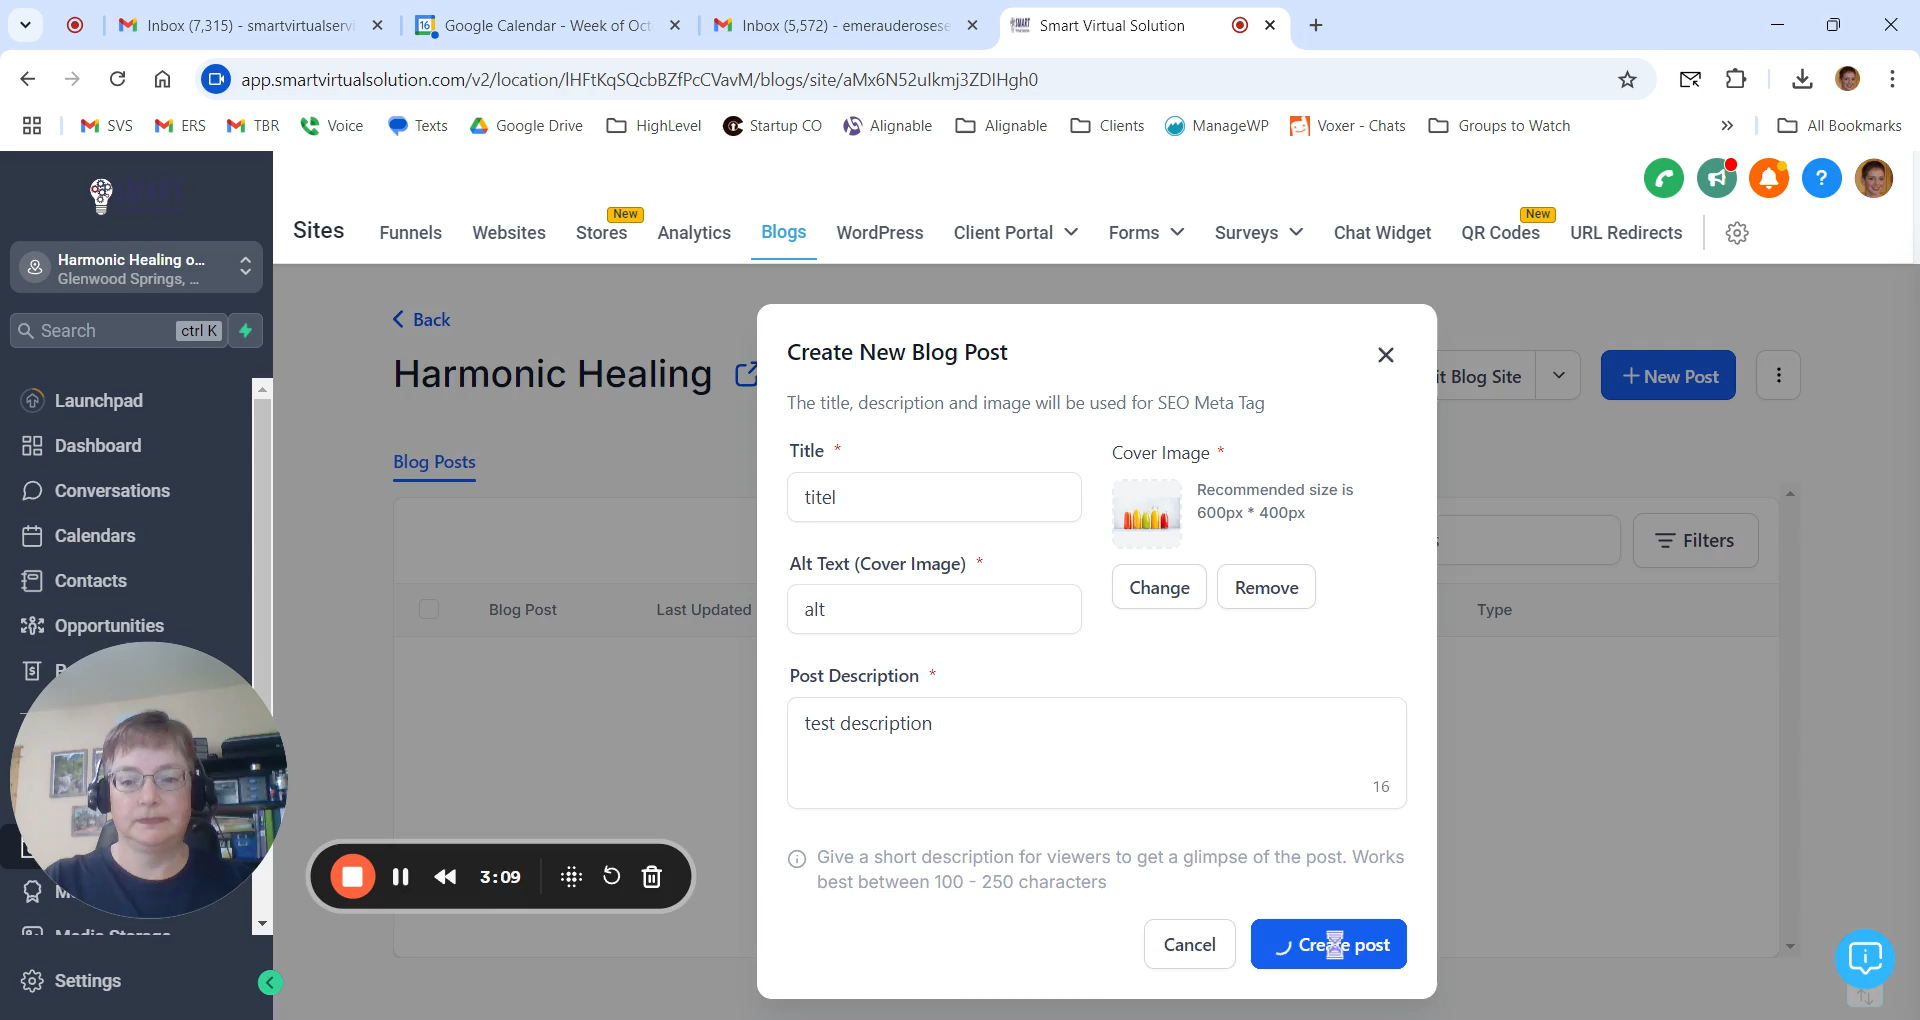 Inbox (7,315) - smartvirtualservi
Google Calendar - Week of Oct
Inbox (5,572) - emerauderosese
Smart Virtual Solution
app.smartvirtualsolution.com/v2/location/IHFtKqSQcbBZfPcCVavM/blogs/site/aMx6N52ulkmj3ZDIHgh0
SVS
ERS
TBR
Voice
Texts
Google Drive
HighLevel
Startup CO
Alignable
Alignable
Clients
ManageWP
Voxer - Chats
Groups to Watch
All Bookmarks
SMART
Harmonic Healing o...
Glenwood Springs, ...
Search
ctrl K
Launchpad
Dashboard
Conversations
Calendars
Contacts
Opportunities
Media Storage
Settings
Sites
Funnels
Websites
New
Stores
Analytics
Blogs
WordPress
Client Portal
Forms
Surveys
Chat Widget
New
QR Codes
URL Redirects
Back
Harmonic Healing
it Blog Site
+ New Post
Blog Posts
Filters
Blog Post
Last Updated
Type
Create New Blog Post
The title, description and image will be used for SEO Meta Tag
Title *
titel
Cover Image *
Recommended size is
600px * 400px
Change
Remove
Alt Text (Cover Image) *
alt
Post Description *
test description
16
Give a short description for viewers to get a glimpse of the post. Works
best between 100 - 250 characters
Cancel
Create post
3:09